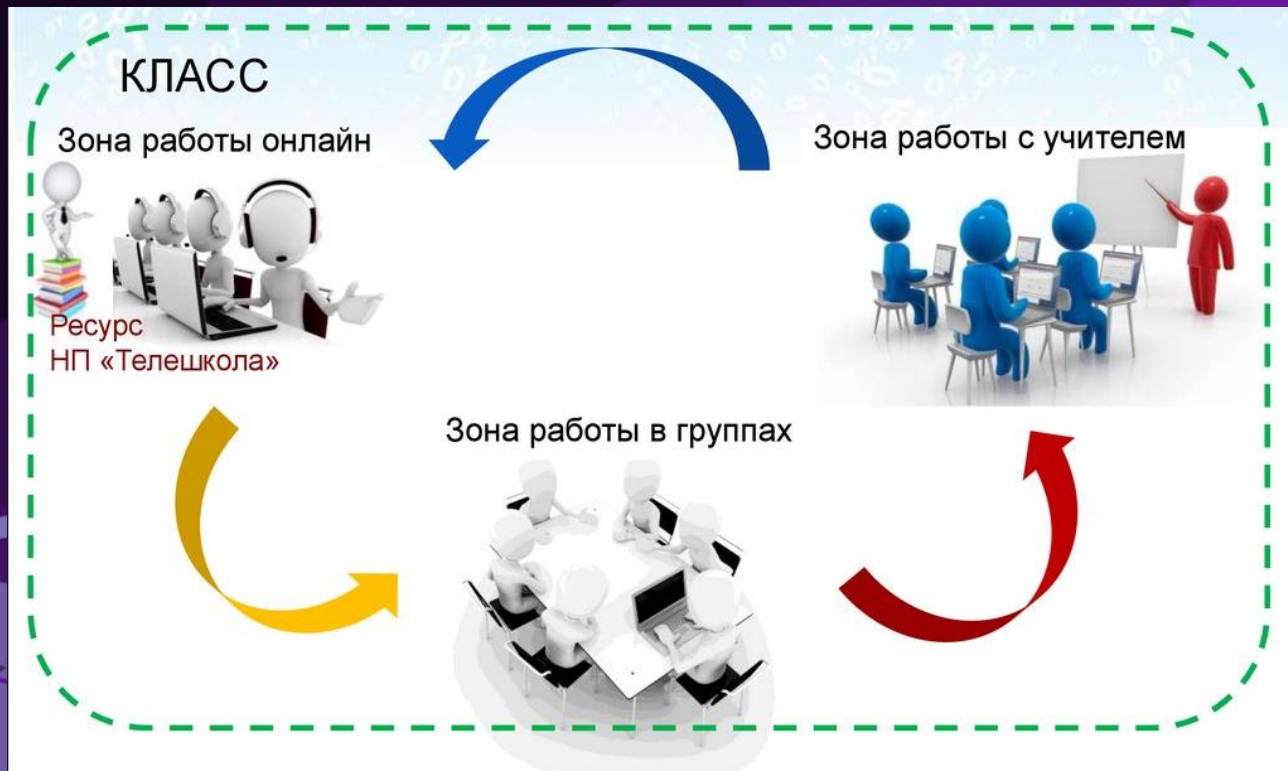 КЛАСС
Зона работы онлайн
Зона работы с учителем
Ресурс
НП «Телешкола»
Зона работы в группах